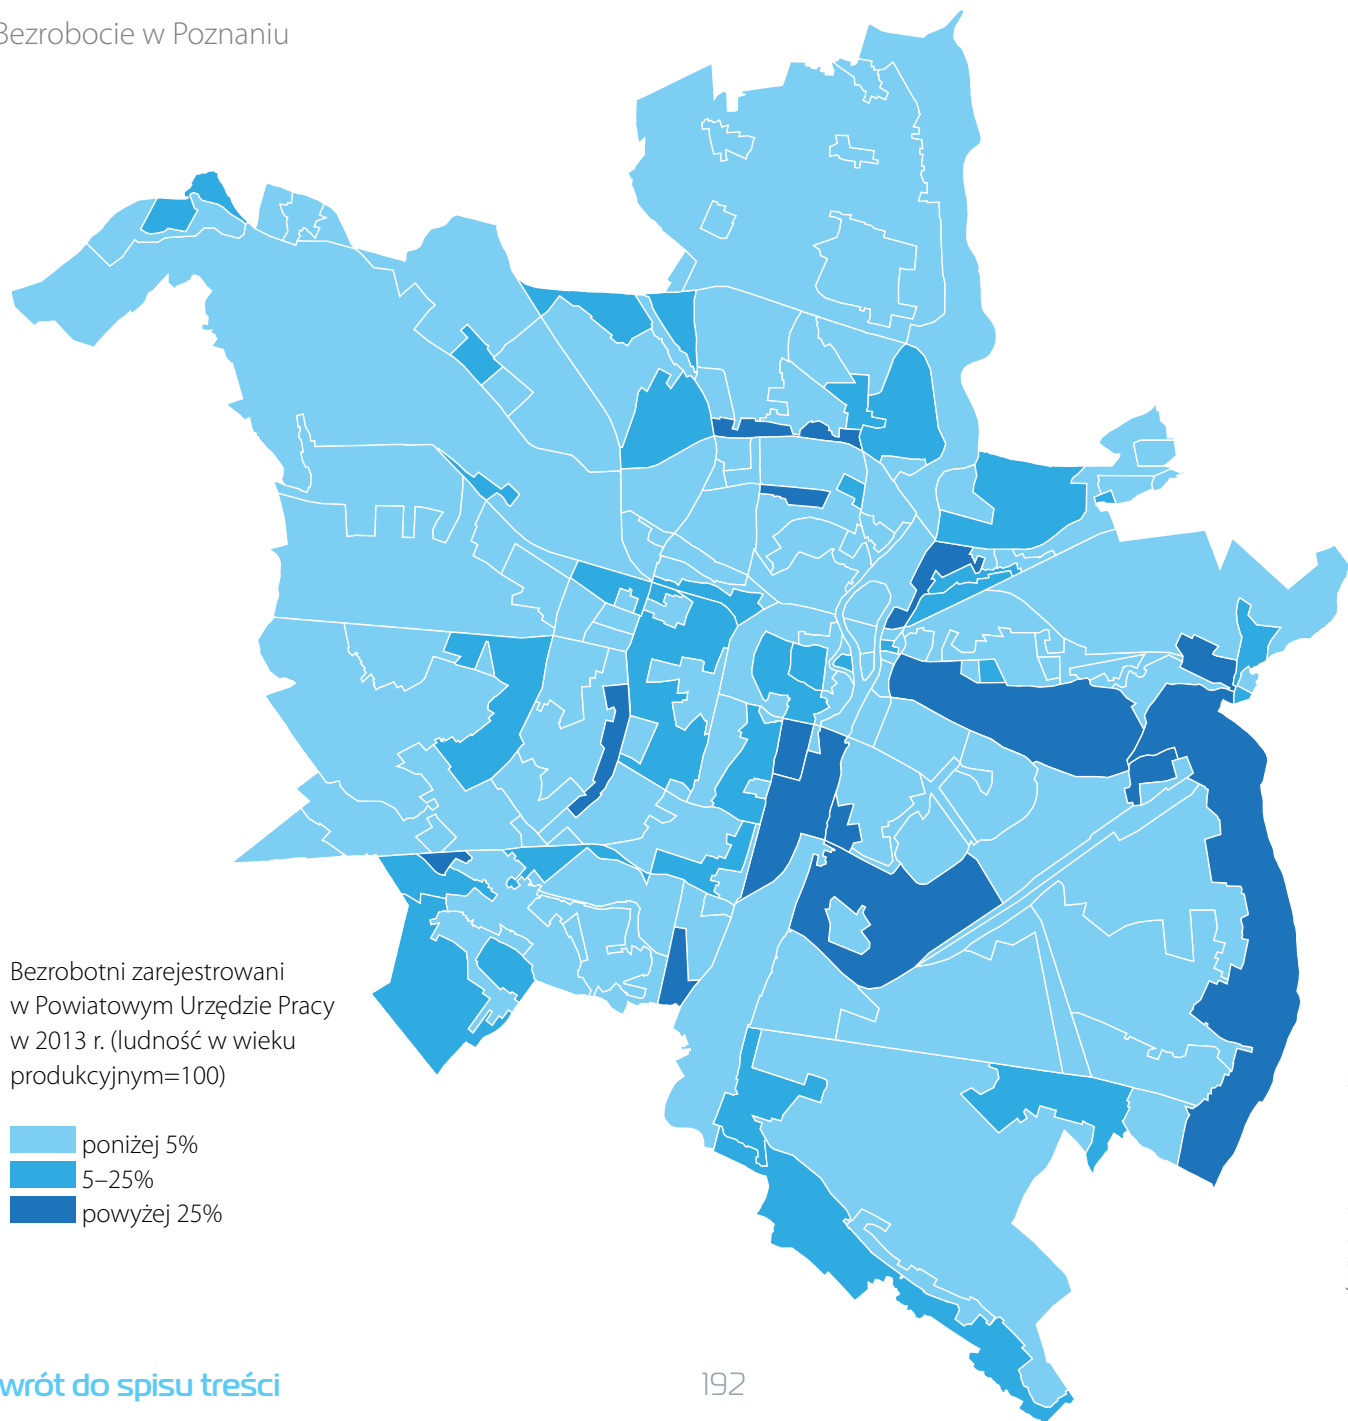 Bezrobocie w Poznaniu
Bezrobotni zarejestrowani
w Powiatowym Urzędzie Pracy
w 2013 r. (ludność w wieku
produkcyjnym=100)
poniżej 5%
5–25%
powyżej 25%
wrót do spisu treści
192